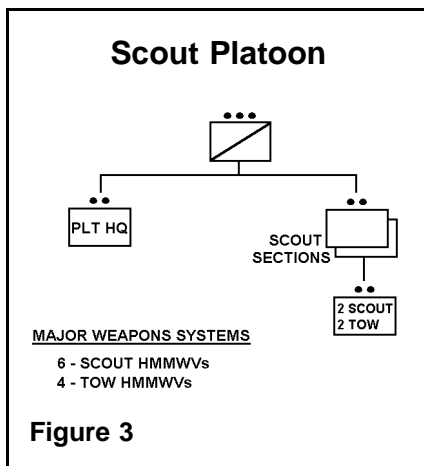 Scout Platoon
PLT HQ
SCOUT
SECTIONS
2 SCOUT
2 TOW
MAJOR WEAPONS SYSTEMS
6 - SCOUT HMMWVs
4 - TOW HMMWVs
Figure 3